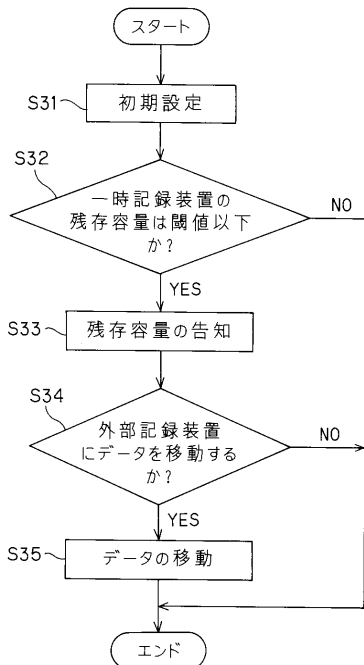 スタート
S31
初期設定
S32
一時記録装置の
残存容量は閾値以下
か?
NO
YES
S33
残存容量の告知
S34
外部記録装置
にデータを移動する
か?
NO
YES
S35
データの移動
エンド